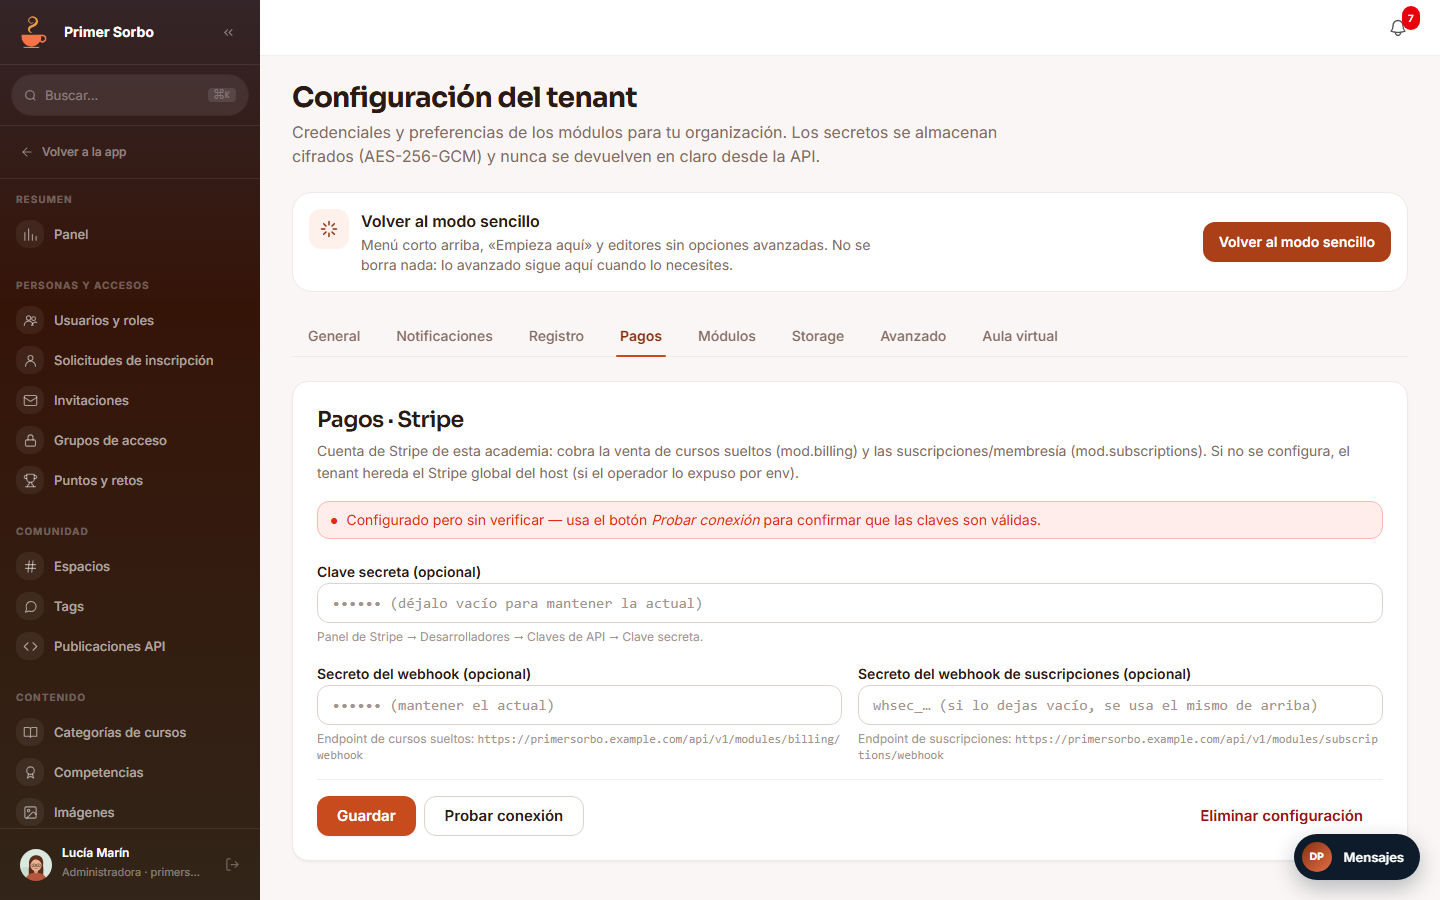 Primer Sorbo
Buscar...
⌘K
Volver a la app
RESUMEN
Panel
PERSONAS Y ACCESOS
Usuarios y roles
Solicitudes de inscripción
Invitaciones
Grupos de acceso
Puntos y retos
COMUNIDAD
Espacios
Tags
Publicaciones API
CONTENIDO
Categorías de cursos
Competencias
Imágenes
Lucía Marín
Administradora · primers...
7
Configuración del tenant
Credenciales y preferencias de los módulos para tu organización. Los secretos se almacenan
cifrados (AES-256-GCM) y nunca se devuelven en claro desde la API.
Volver al modo sencillo
Menú corto arriba, «Empieza aquí» y editores sin opciones avanzadas. No se
borra nada: lo avanzado sigue aquí cuando lo necesites.
Volver al modo sencillo
General Notificaciones Registro Pagos Módulos Storage Avanzado Aula virtual
Pagos · Stripe
Cuenta de Stripe de esta academia: cobra la venta de cursos sueltos (mod.billing) y las suscripciones/membresía (mod.subscriptions). Si no se configura, el
tenant hereda el Stripe global del host (si el operador lo expuso por env).
● Configurado pero sin verificar — usa el botón Probar conexión para confirmar que las claves son válidas.
Clave secreta (opcional)
•••••• (déjalo vacío para mantener la actual)
Panel de Stripe → Desarrolladores → Claves de API → Clave secreta.
Secreto del webhook (opcional)
•••••• (mantener el actual)
Endpoint de cursos sueltos: https://primersorbo.example.com/api/v1/modules/billing/
webhook
Secreto del webhook de suscripciones (opcional)
whsec_… (si lo dejas vacío, se usa el mismo de arriba)
Endpoint de suscripciones: https://primersorbo.example.com/api/v1/modules/subscrip
tions/webhook
Guardar
Probar conexión
Eliminar configuración
DP
Mensajes